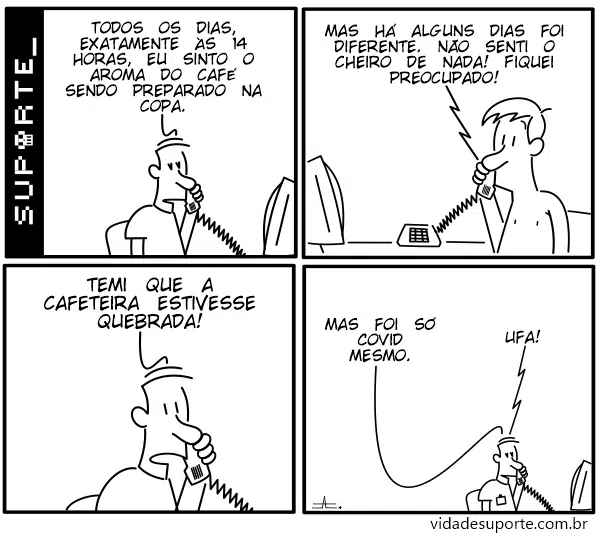 SUPORTE_
TODOS OS DIAS,
EXATAMENTE ÀS 14
HORAS, EU SINTO O
AROMA DO CAFÉ
SENDO PREPARADO NA
COPA.
MAS HÁ ALGUNS DIAS FOI
DIFERENTE. NÃO SENTI O
CHEIRO DE NADA! FIQUEI
PREOCUPADO!
TEMI QUE A
CAFETEIRA ESTIVESSE
QUEBRADA!
MAS FOI SÓ
COVID
MESMO.
UFA!
vidadesuporte.com.br